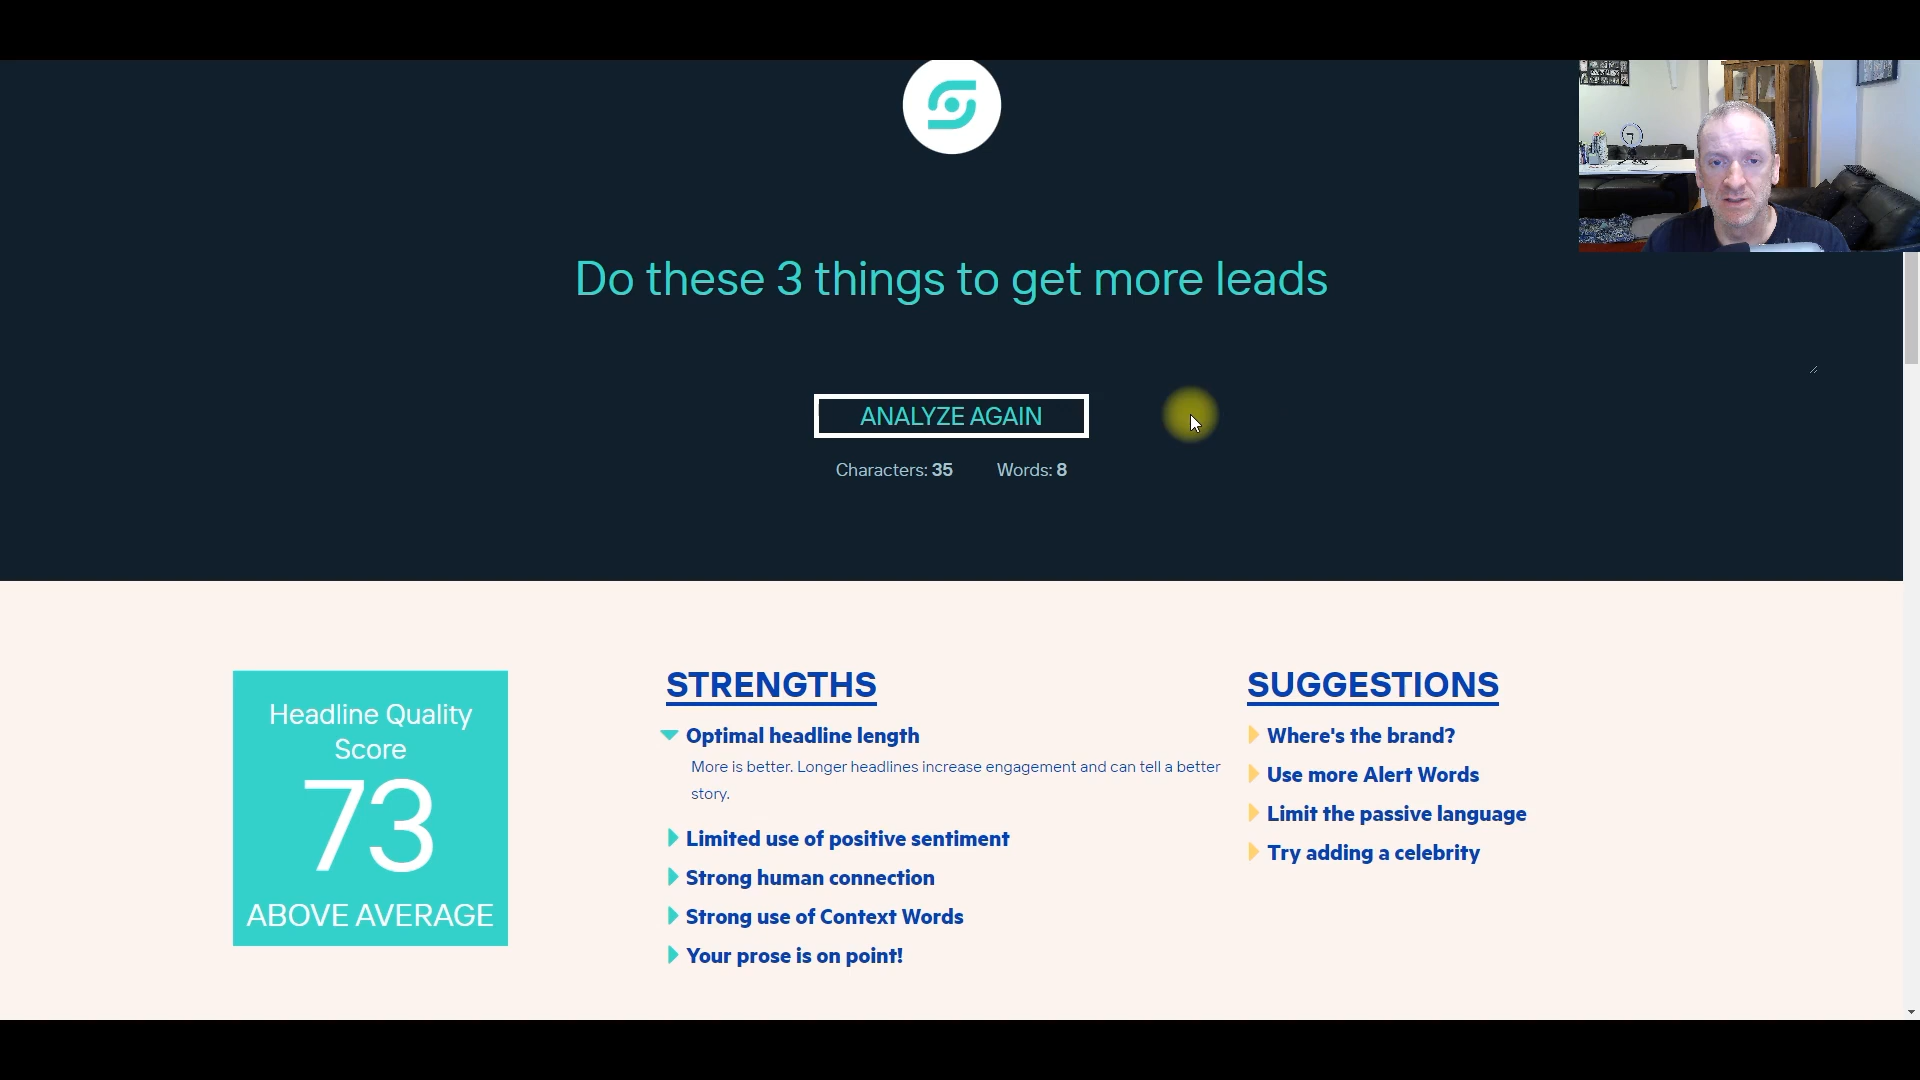 Do these 3 things to get more leads
ANALYZE AGAIN
Characters: 35 Words: 8
Headline Quality
Score
73
ABOVE AVERAGE
STRENGTHS
Optimal headline length
More is better. Longer headlines increase engagement and can tell a better
story.
Limited use of positive sentiment
Strong human connection
Strong use of Context Words
Your prose is on point!
SUGGESTIONS
Where's the brand?
Use more Alert Words
Limit the passive language
Try adding a celebrity